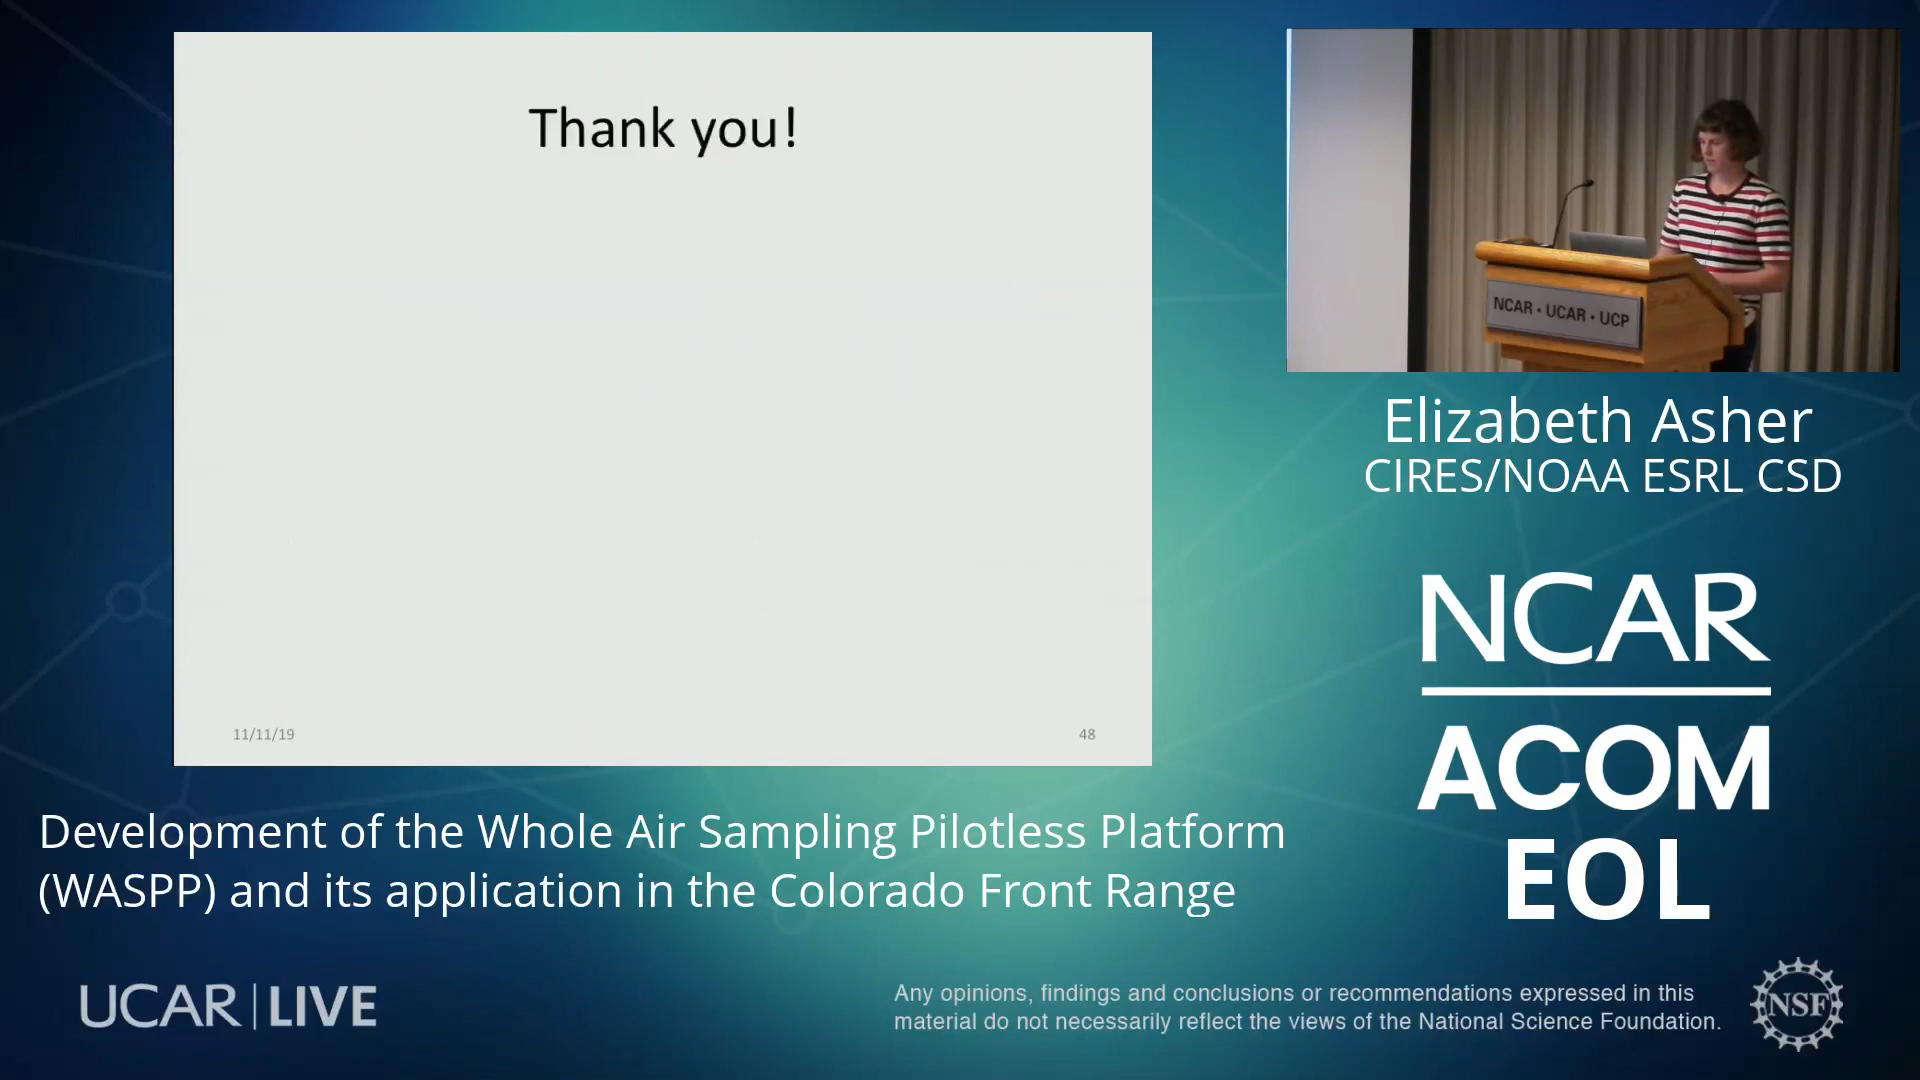 Thank you!
11/11/19
48
NCAR • UCAR • UCP
Elizabeth Asher
CIRES/NOAA ESRL CSD
NCAR
ACOM
EOL
Development of the Whole Air Sampling Pilotless Platform
(WASPP) and its application in the Colorado Front Range
UCAR | LIVE
Any opinions, findings and conclusions or recommendations expressed in this
material do not necessarily reflect the views of the National Science Foundation.
NSF